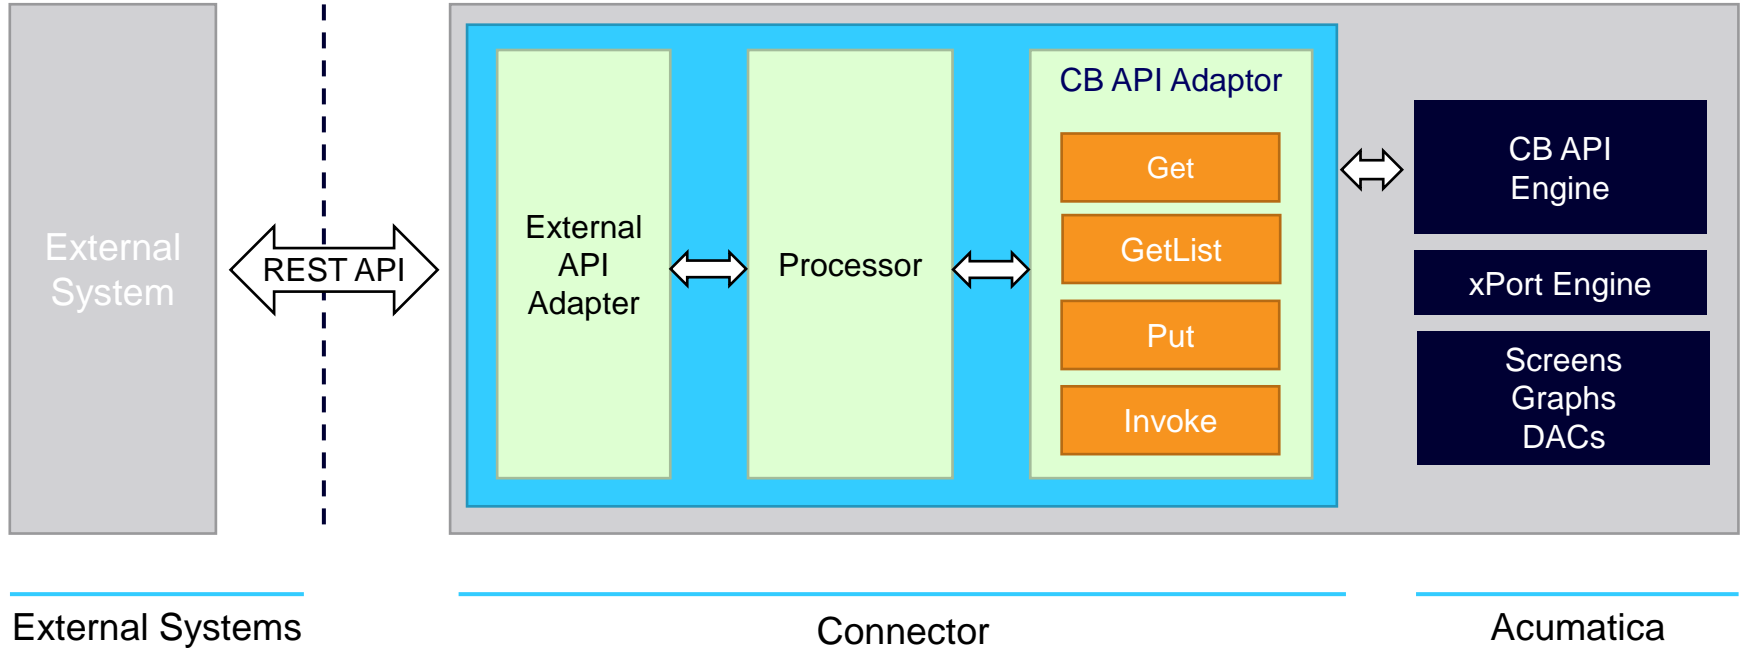 External
System
REST API
External
API
Adapter
Processor
CB API Adaptor
Get
GetList
Put
Invoke
CB API
Engine
xPort Engine
Screens
Graphs
DACs
External Systems
Connector
Acumatica